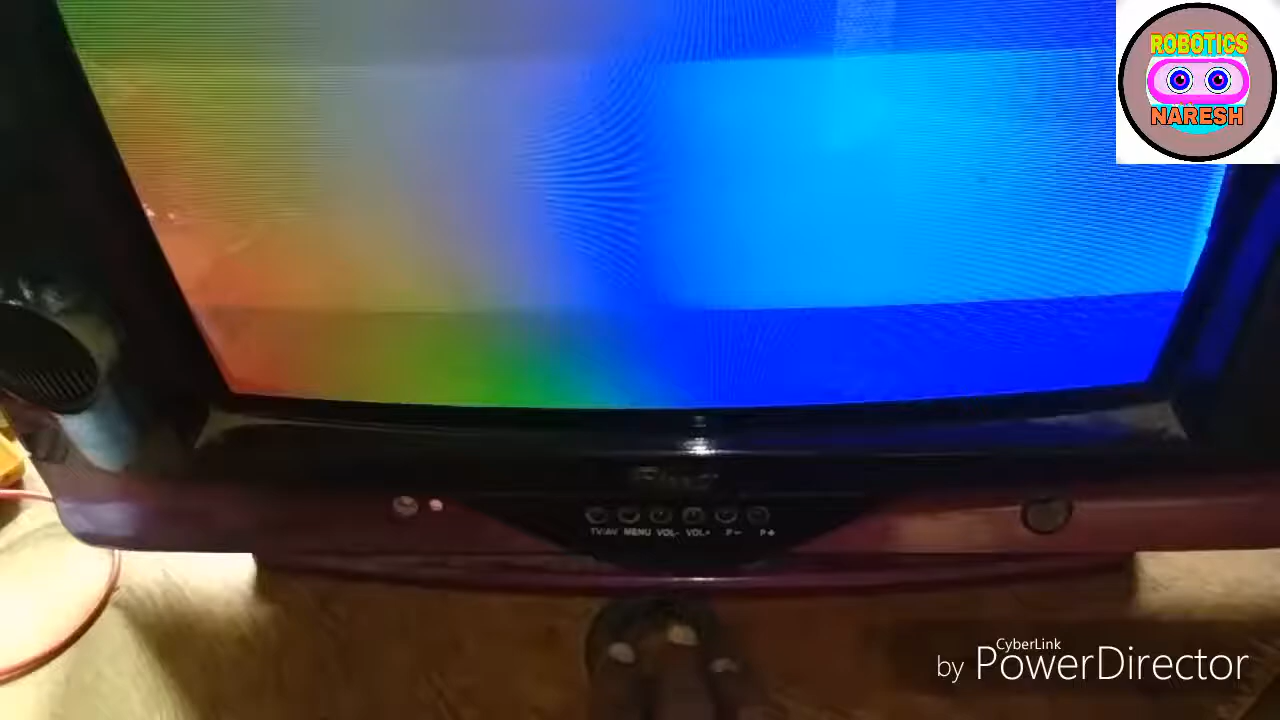 ROBOTICS
NARESH
TV/AV MENU VOL- VOL+ P- P+
CyberLink
by PowerDirector